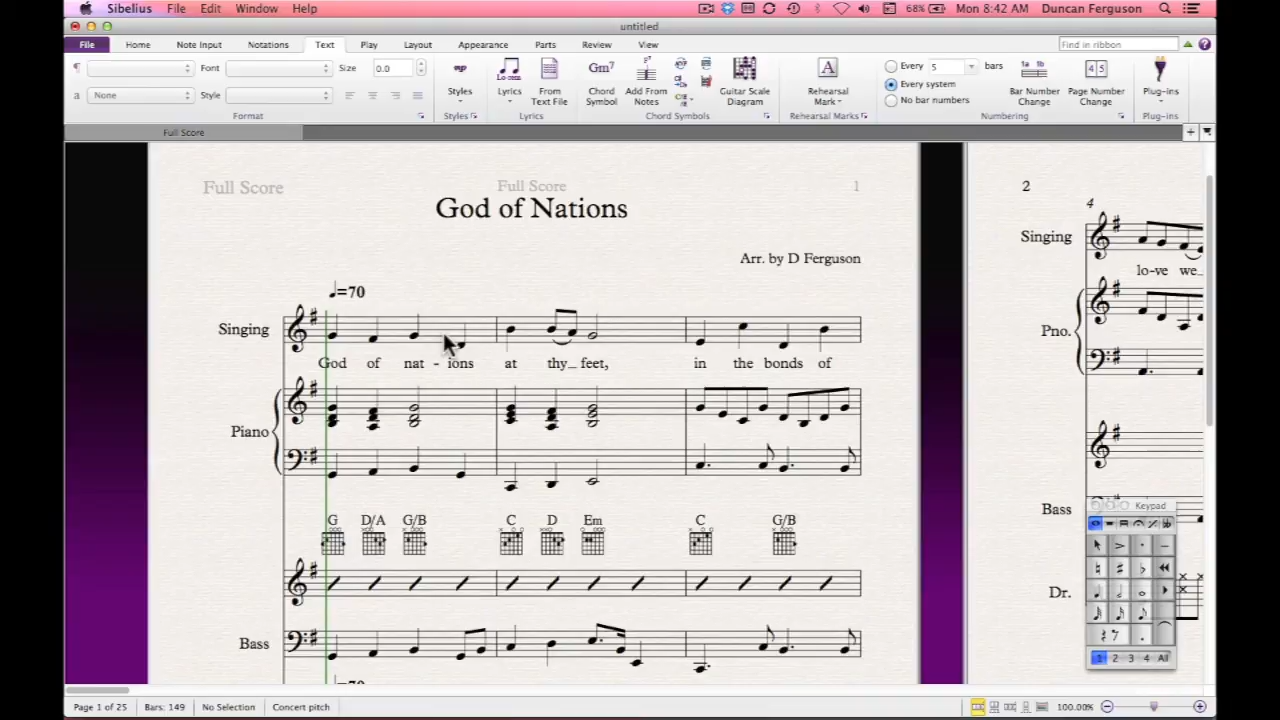 Sibelius File Edit Window Help 68% Mon 8:42 AM Duncan Ferguson
untitled
File Home Note Input Notations Text Play Layout Appearance Parts Review View Find in ribbon
Font Size 0.0
a None Style
Styles
Lyrics
From Text File
Gm7 Chord Symbol
Add From Notes
Guitar Scale Diagram
A Rehearsal Mark
Every 5 bars
Every system
No bar numbers
Bar Number Change
Page Number Change
Plug-ins
Format Styles Lyrics Chord Symbols Rehearsal Marks Numbering Plug-ins
Full Score
Full Score Full Score 1
God of Nations
Arr. by D Ferguson
=70
Singing
God of nat - ions at thy_ feet, in the bonds of
Piano
G D/A G/B C D Em C G/B
Bass
=70
2
4
Singing
lo-ve we
Pno.
Bass
Keypad
Dr.
1 2 3 4 All
Page 1 of 25 Bars: 149 No Selection Concert pitch 100.00%